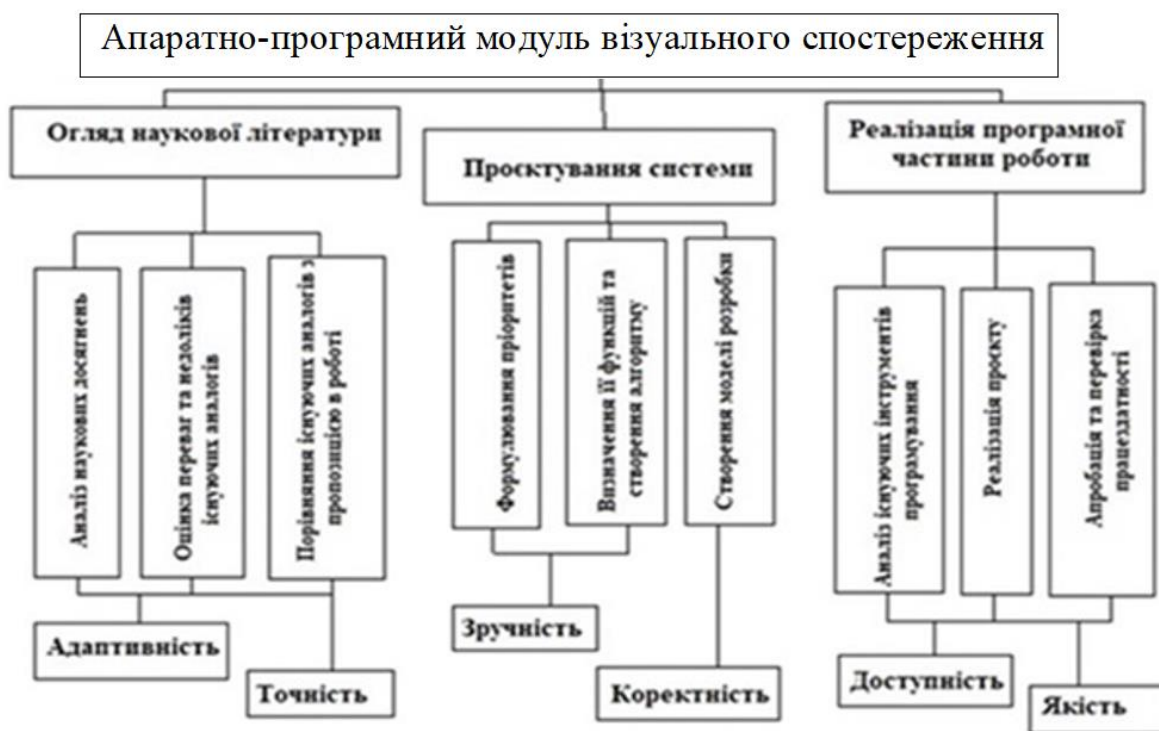 Апаратно-програмний модуль візуального спостереження
Огляд наукової літератури
Проєктування системи
Реалізація програмної
частини роботи
Аналіз наукових досягнень
Оцінка переваг та недоліків
існуючих аналогів
Порівняння існуючих аналогів з
пропозицією в роботі
Формулювання пріоритетів
Визначення її функцій та
створення алгоритму
Створення моделі розробки
Аналіз існуючих інструментів
програмування
Реалізація проєкту
Апробація та перевірка
працездатності
Адаптивність
Точність
Зручність
Коректність
Доступність
Якість